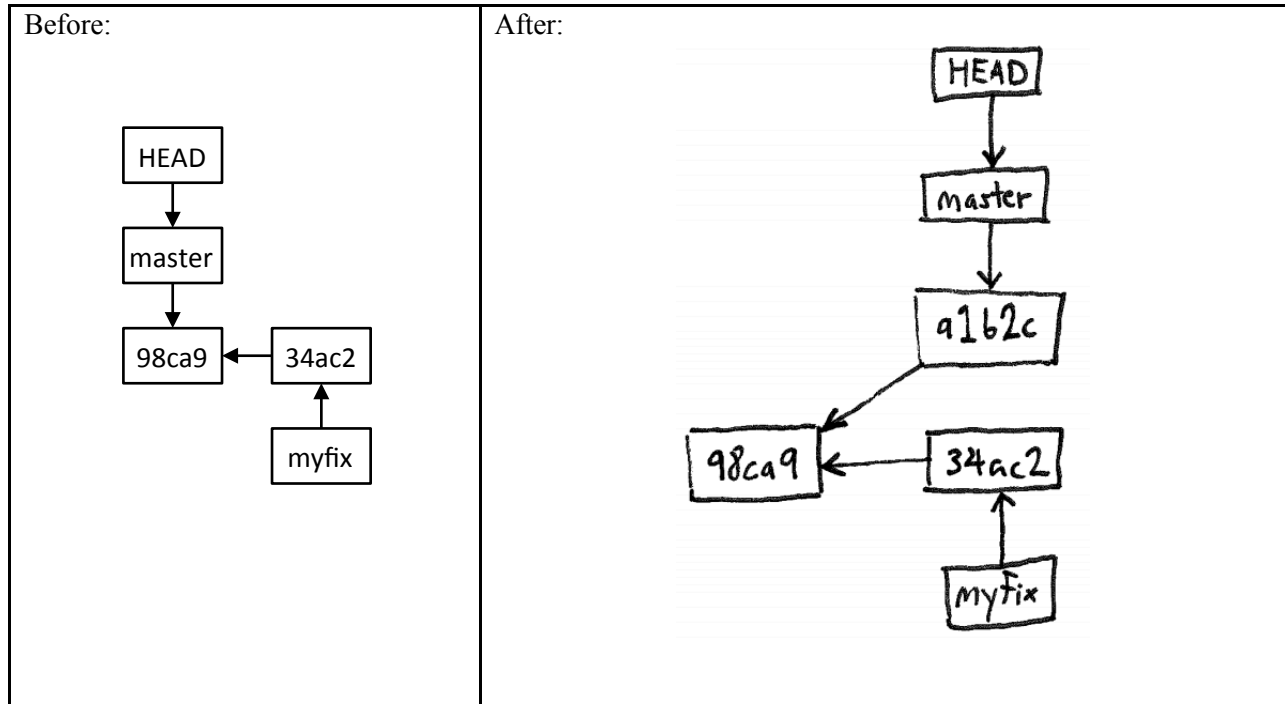 Before:
HEAD
master
98ca9
34ac2
myfix
After:
HEAD
master
a1b2c
98ca9
34ac2
myfix